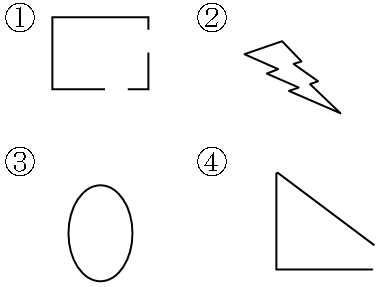 ① ②
③ ④